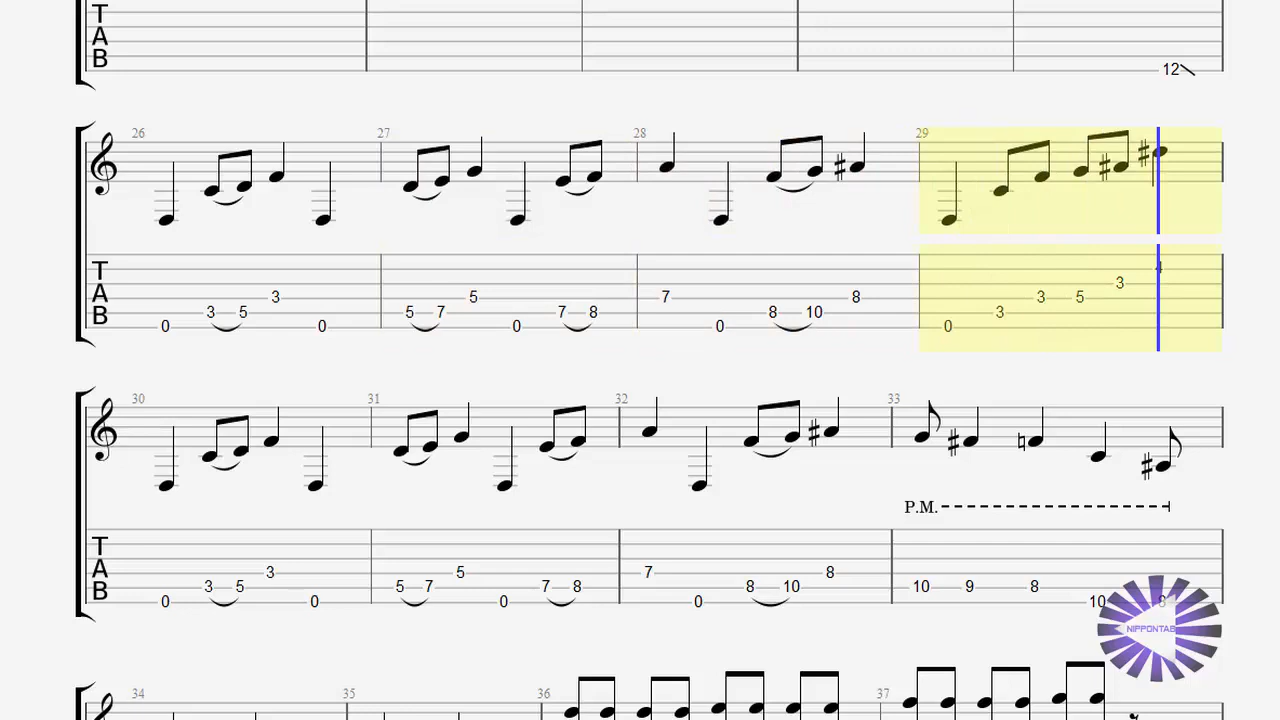 T
A
B
12
26 27 28 29
T
A
B
0 3 5 3 0 5 7 5 0 7 8 7 0 8 10 8 0 3 3 5 3 4
30 31 32 33
P.M.
T
A
B
0 3 5 3 0 5 7 5 0 7 8 7 0 8 10 8 10 9 8 10 8
NIPPONTAB
34 35 36 37